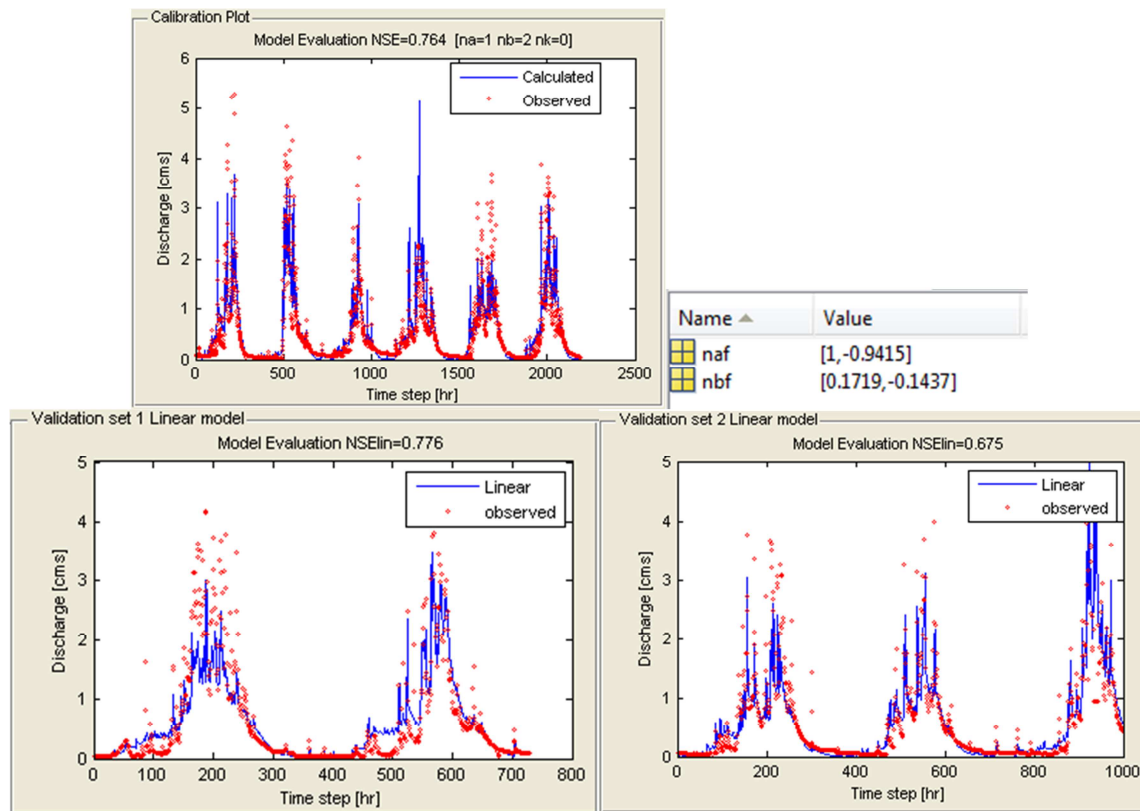 Calibration Plot
Model Evaluation NSE=0.764 [na=1 nb=2 nk=0]
6
5
4
3
2
1
0
Discharge [cms]
Calculated
Observed
0 500 1000 1500 2000 2500
Time step [hr]
Name Value
naf [1,-0.9415]
nbf [0.1719,-0.1437]
Validation set 1 Linear model
Model Evaluation NSElin=0.776
5
4
3
2
1
0
Discharge [cms]
Linear
observed
0 100 200 300 400 500 600 700 800
Time step [hr]
Validation set 2 Linear model
Model Evaluation NSElin=0.675
5
4
3
2
1
0
Discharge [cms]
Linear
observed
0 200 400 600 800 1000
Time step [hr]